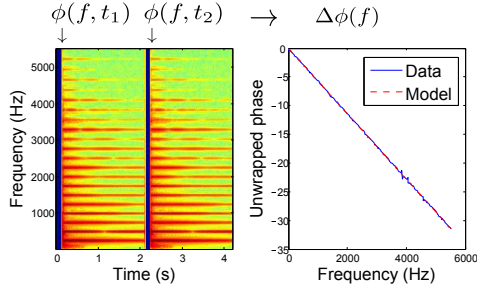 ϕ(f, t₁) ϕ(f, t₂) → Δϕ(f)
↓ ↓
5000
4000
3000
2000
1000
Frequency (Hz)
0 1 2 3 4
Time (s)
0
−5
−10
−15
−20
−25
−30
−35
Unwrapped phase
Data
Model
0 2000 4000 6000
Frequency (Hz)